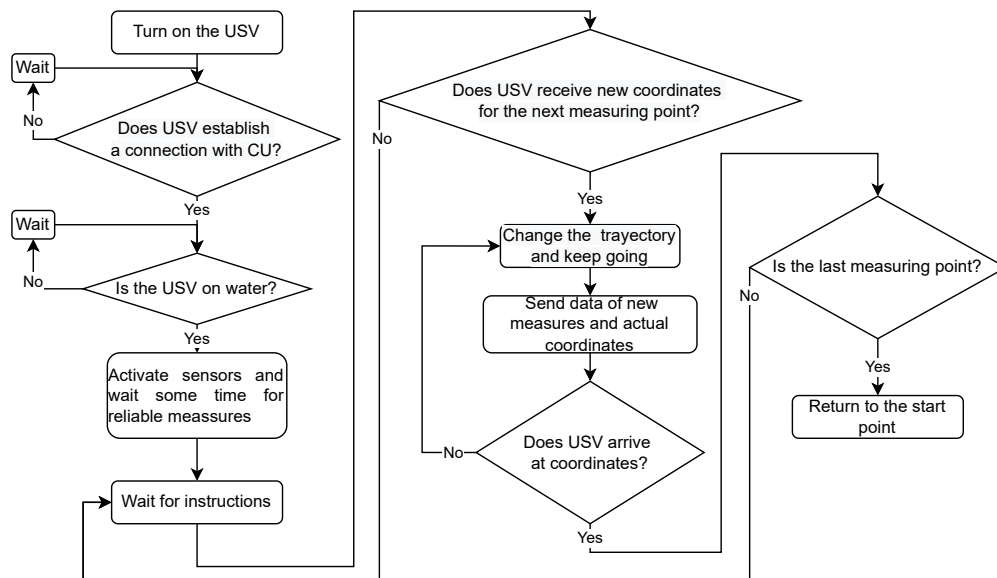 Turn on the USV
Wait
No
Does USV establish
a connection with CU?
Yes
Wait
No
Is the USV on water?
Yes
Activate sensors and
wait some time for
reliable meassures
Wait for instructions
Does USV receive new coordinates
for the next measuring point?
No
Yes
Change the trayectory
and keep going
Send data of new
measures and actual
coordinates
Does USV arrive
at coordinates?
No
Yes
Is the last measuring point?
No
Yes
Return to the start
point